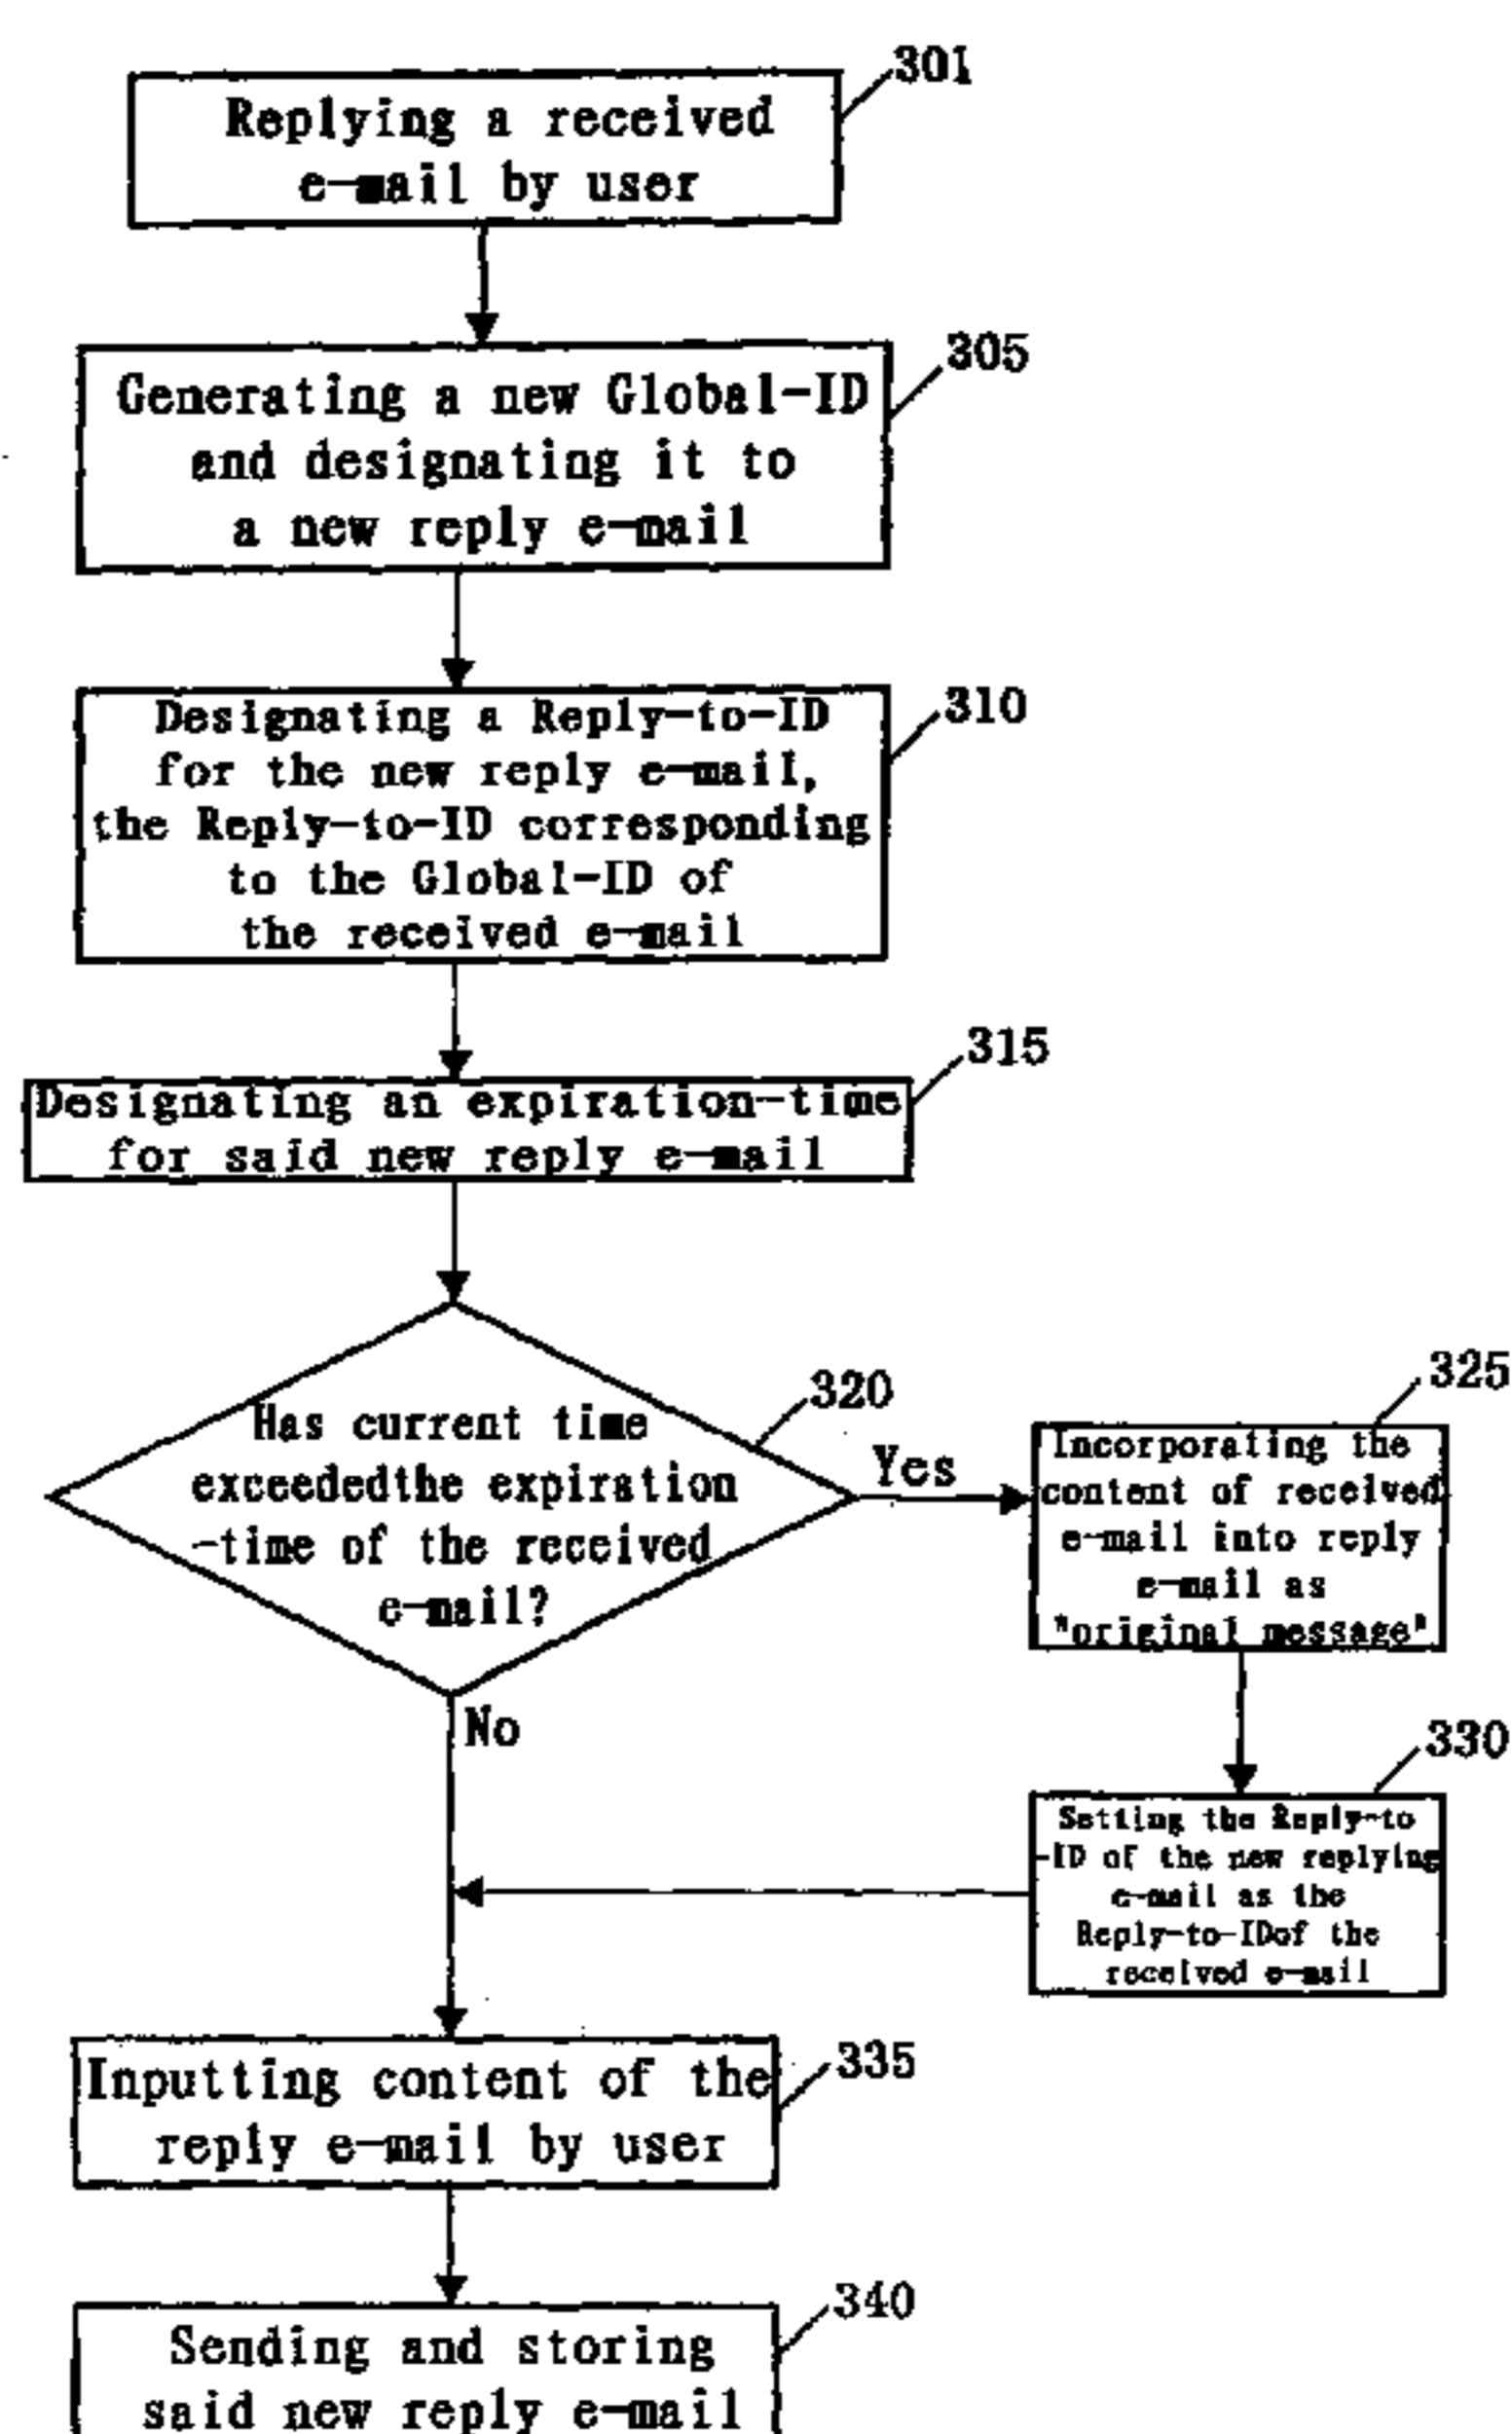 301
Replying a received
e-mail by user
305
Generating a new Global-ID
and designating it to
a new reply e-mail
310
Designating a Reply-to-ID
for the new reply e-mail,
the Reply-to-ID corresponding
to the Global-ID of
the received e-mail
315
Designating an expiration-time
for said new reply e-mail
320
Has current time
exceededthe expiration
-time of the received
e-mail?
Yes
325
Incorporating the
content of received
e-mail into reply
e-mail as
"original message"
No
330
Setting the Reply-to
-ID of the new replying
e-mail as the
Reply-to-IDof the
received e-mail
335
Inputting content of the
reply e-mail by user
340
Sending and storing
said new reply e-mail